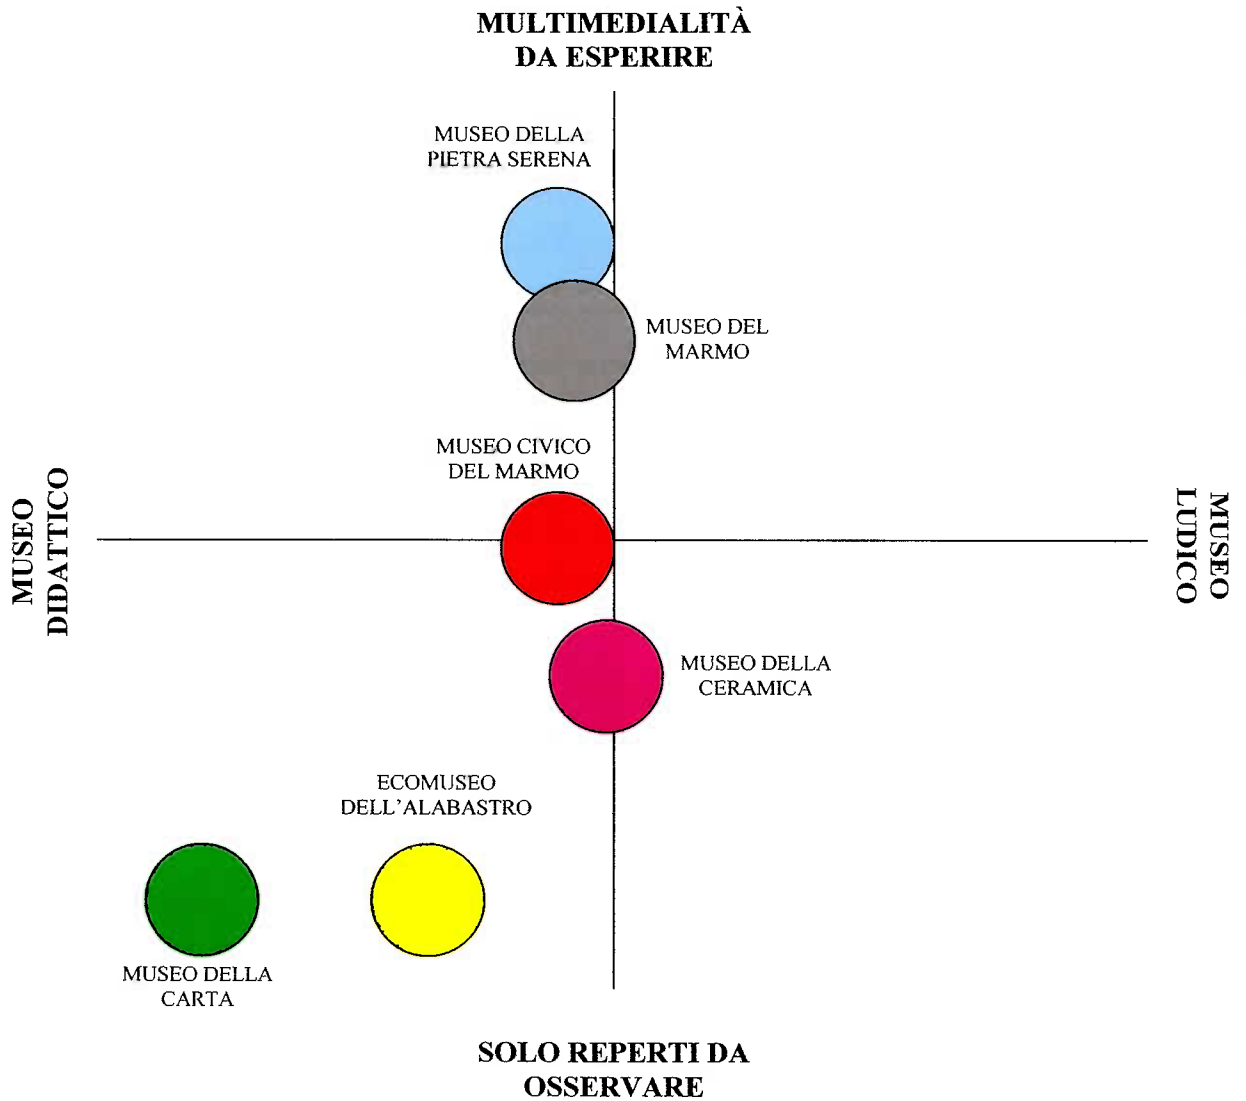 MULTIMEDIALITÀ
DA ESPERIRE
MUSEO DELLA
PIETRA SERENA
MUSEO DEL
MARMO
MUSEO CIVICO
DEL MARMO
MUSEO
DIDATTICO
MUSEO
LUDICO
MUSEO DELLA
CERAMICA
ECOMUSEO
DELL'ALABASTRO
MUSEO DELLA
CARTA
SOLO REPERTI DA
OSSERVARE